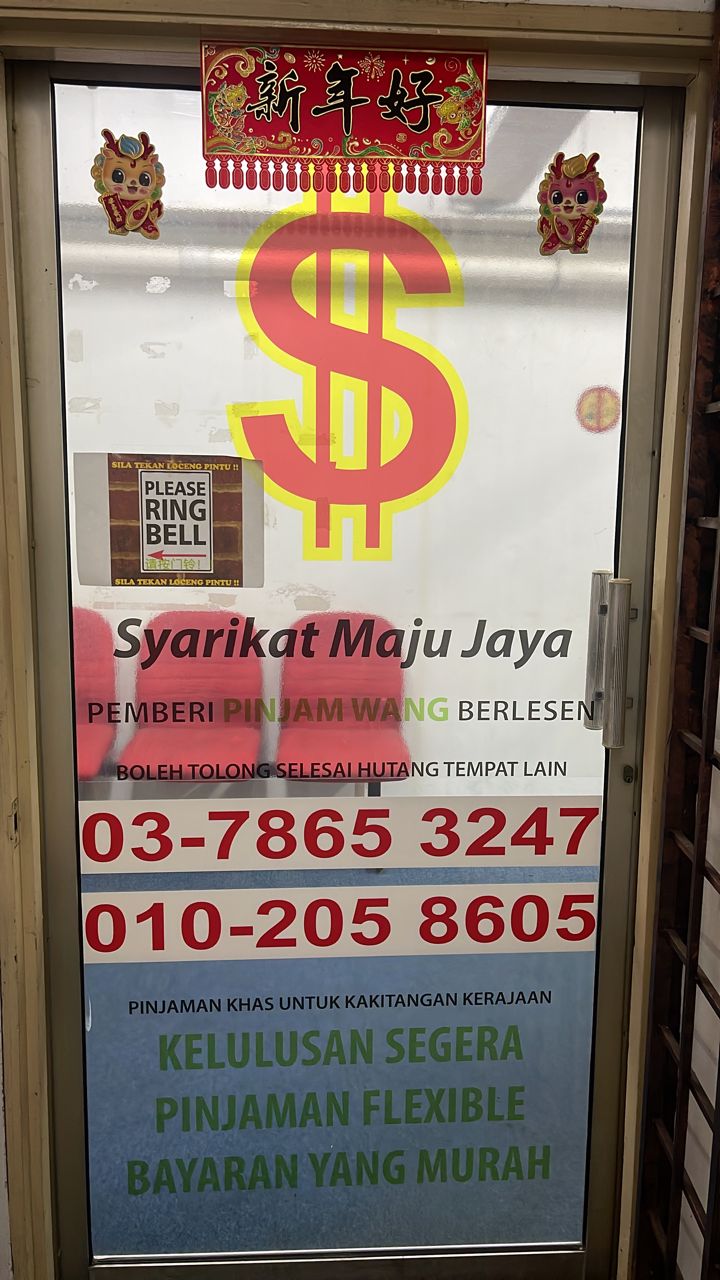 新年好
$
SILA TEKAN LOCENG PINTU !!
PLEASE
RING
BELL
请按门铃!
SILA TEKAN LOCENG PINTU !!
Syarikat Maju Jaya
PEMBERI PINJAM WANG BERLESEN
BOLEH TOLONG SELESAI HUTANG TEMPAT LAIN
03-7865 3247
010-205 8605
PINJAMAN KHAS UNTUK KAKITANGAN KERAJAAN
KELULUSAN SEGERA
PINJAMAN FLEXIBLE
BAYARAN YANG MURAH